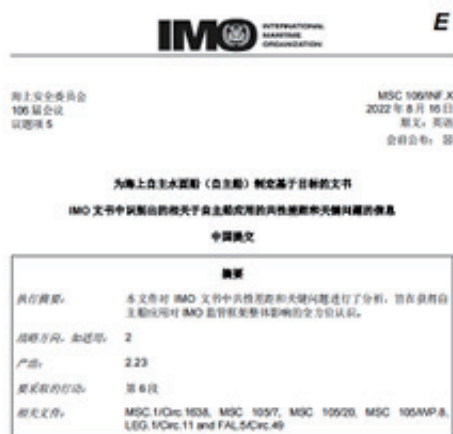 IMO
INTERNATIONAL
MARITIME
ORGANIZATION
E
海上安全委员会
106 届会议
议题项 5
MSC 106/INF.X
2022 年 8 月 16 日
原文：英语
会前公布：☒
为海上自主水面船（自主船）制定基于目标的文书
IMO 文书中识别出的相关于自主船应用的共性差距和关键问题的信息
中国提交
摘要
执行摘要： 本文件对 IMO 文书中共性差距和关键问题进行了分析，旨在获得自
主船应用对 IMO 监管框架整体影响的全方位认识。
战略方向，如适用： 2
产出： 2.23
要采取的行动： 第 6 段
相关文件： MSC.1/Circ.1638, MSC 105/7, MSC 105/20, MSC 105/WP.8,
LEG.1/Circ.11 and FAL.5/Circ.49